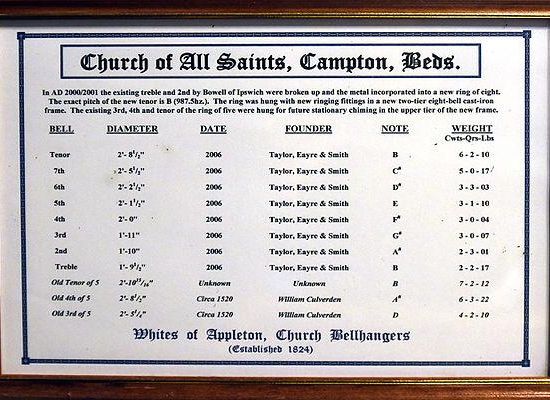 Church of All Saints, Campton, Beds.
In AD 2000/2001 the existing treble and 2nd by Bowell of Ipswich were broken up and the metal incorporated into a new ring of eight.
The exact pitch of the new tenor is B (987.5hz.). The ring was hung with new ringing fittings in a new two-tier eight-bell cast-iron
frame. The existing 3rd, 4th and tenor of the ring of five were hung for future stationary chiming in the upper tier of the new frame.
BELL DIAMETER DATE FOUNDER NOTE WEIGHT
Cwts-Qrs-Lbs
Tenor 2'- 8½" 2006 Taylor, Eayre & Smith B 6 - 2 - 10
7th 2'- 5½" 2006 Taylor, Eayre & Smith C# 5 - 0 - 17
6th 2'- 2½" 2006 Taylor, Eayre & Smith D# 3 - 3 - 03
5th 2'- 1½" 2006 Taylor, Eayre & Smith E 3 - 1 - 10
4th 2'- 0" 2006 Taylor, Eayre & Smith F# 3 - 0 - 04
3rd 1'-11" 2006 Taylor, Eayre & Smith G# 3 - 0 - 07
2nd 1'-10" 2006 Taylor, Eayre & Smith A# 2 - 3 - 01
Treble 1'- 9½" 2006 Taylor, Eayre & Smith B 2 - 2 - 17
Old Tenor of 5 2'-10¹⁵/₁₆" Unknown Unknown B 7 - 2 - 12
Old 4th of 5 2'- 8½" Circa 1520 William Culverden A# 6 - 3 - 22
Old 3rd of 5 2'- 5¼" Circa 1520 William Culverden D 4 - 2 - 10
Whites of Appleton, Church Bellhangers
(Established 1824)